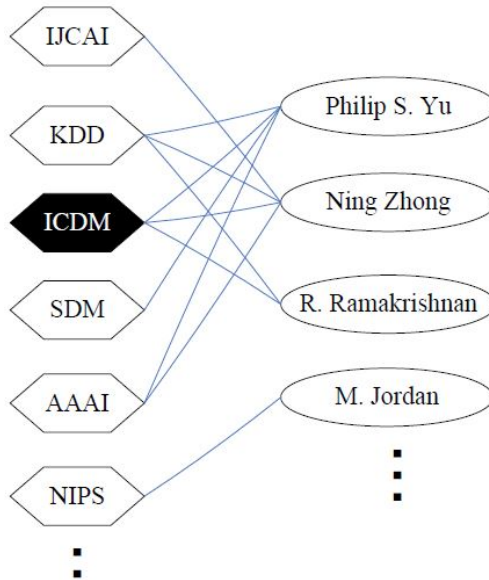 IJCAI
KDD
ICDM
SDM
AAAI
NIPS
Philip S. Yu
Ning Zhong
R. Ramakrishnan
M. Jordan